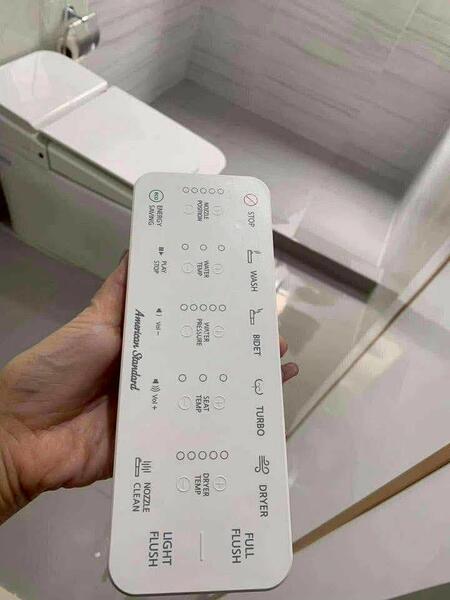 STOP
WASH
BIDET
TURBO
DRYER
FULL
FLUSH
NOZZLE
POSITION
WATER
TEMP
WATER
PRESSURE
SEAT
TEMP
DRYER
TEMP
ECO
ENERGY
SAVING
PLAY
STOP
Vol −
American Standard
Vol +
NOZZLE
CLEAN
LIGHT
FLUSH